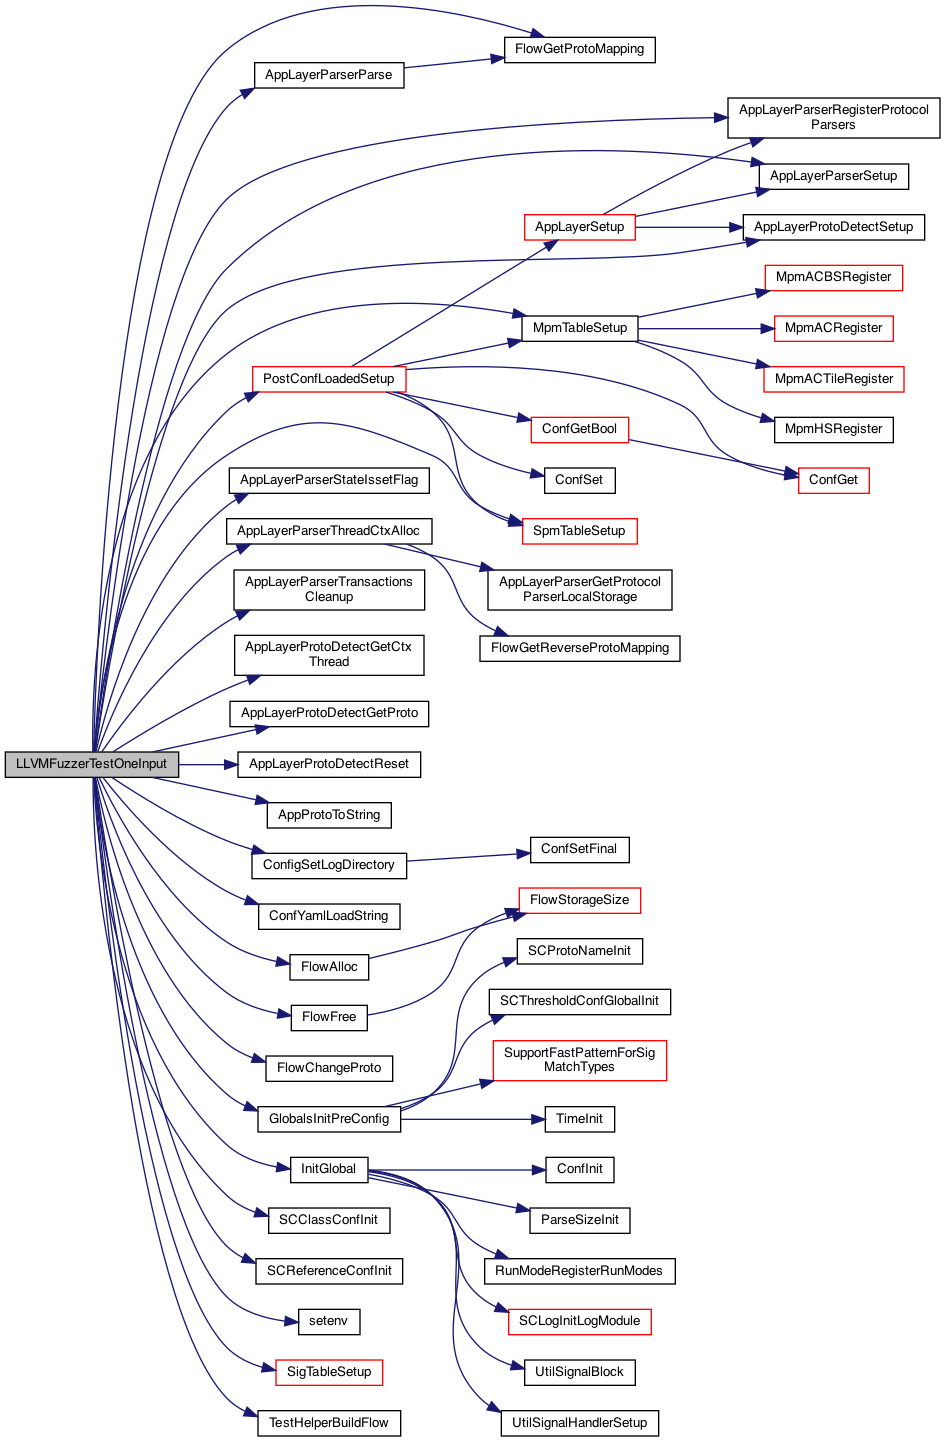 FlowGetProtoMapping
AppLayerParserParse
AppLayerParserRegisterProtocol
Parsers
AppLayerParserSetup
AppLayerSetup
AppLayerProtoDetectSetup
MpmACBSRegister
MpmTableSetup
MpmACRegister
PostConfLoadedSetup
MpmACTileRegister
ConfGetBool
MpmHSRegister
AppLayerParserStateIssetFlag
ConfSet
ConfGet
AppLayerParserThreadCtxAlloc
SpmTableSetup
AppLayerParserTransactions
Cleanup
AppLayerParserGetProtocol
ParserLocalStorage
AppLayerProtoDetectGetCtx
Thread
FlowGetReverseProtoMapping
AppLayerProtoDetectGetProto
LLVMFuzzerTestOneInput
AppLayerProtoDetectReset
AppProtoToString
ConfigSetLogDirectory
ConfSetFinal
ConfYamlLoadString
FlowStorageSize
FlowAlloc
SCProtoNameInit
FlowFree
SCThresholdConfGlobalInit
FlowChangeProto
SupportFastPatternForSig
MatchTypes
GlobalsInitPreConfig
TimeInit
InitGlobal
ConfInit
SCClassConfInit
ParseSizeInit
SCReferenceConfInit
RunModeRegisterRunModes
setenv
SCLogInitLogModule
SigTableSetup
UtilSignalBlock
TestHelperBuildFlow
UtilSignalHandlerSetup